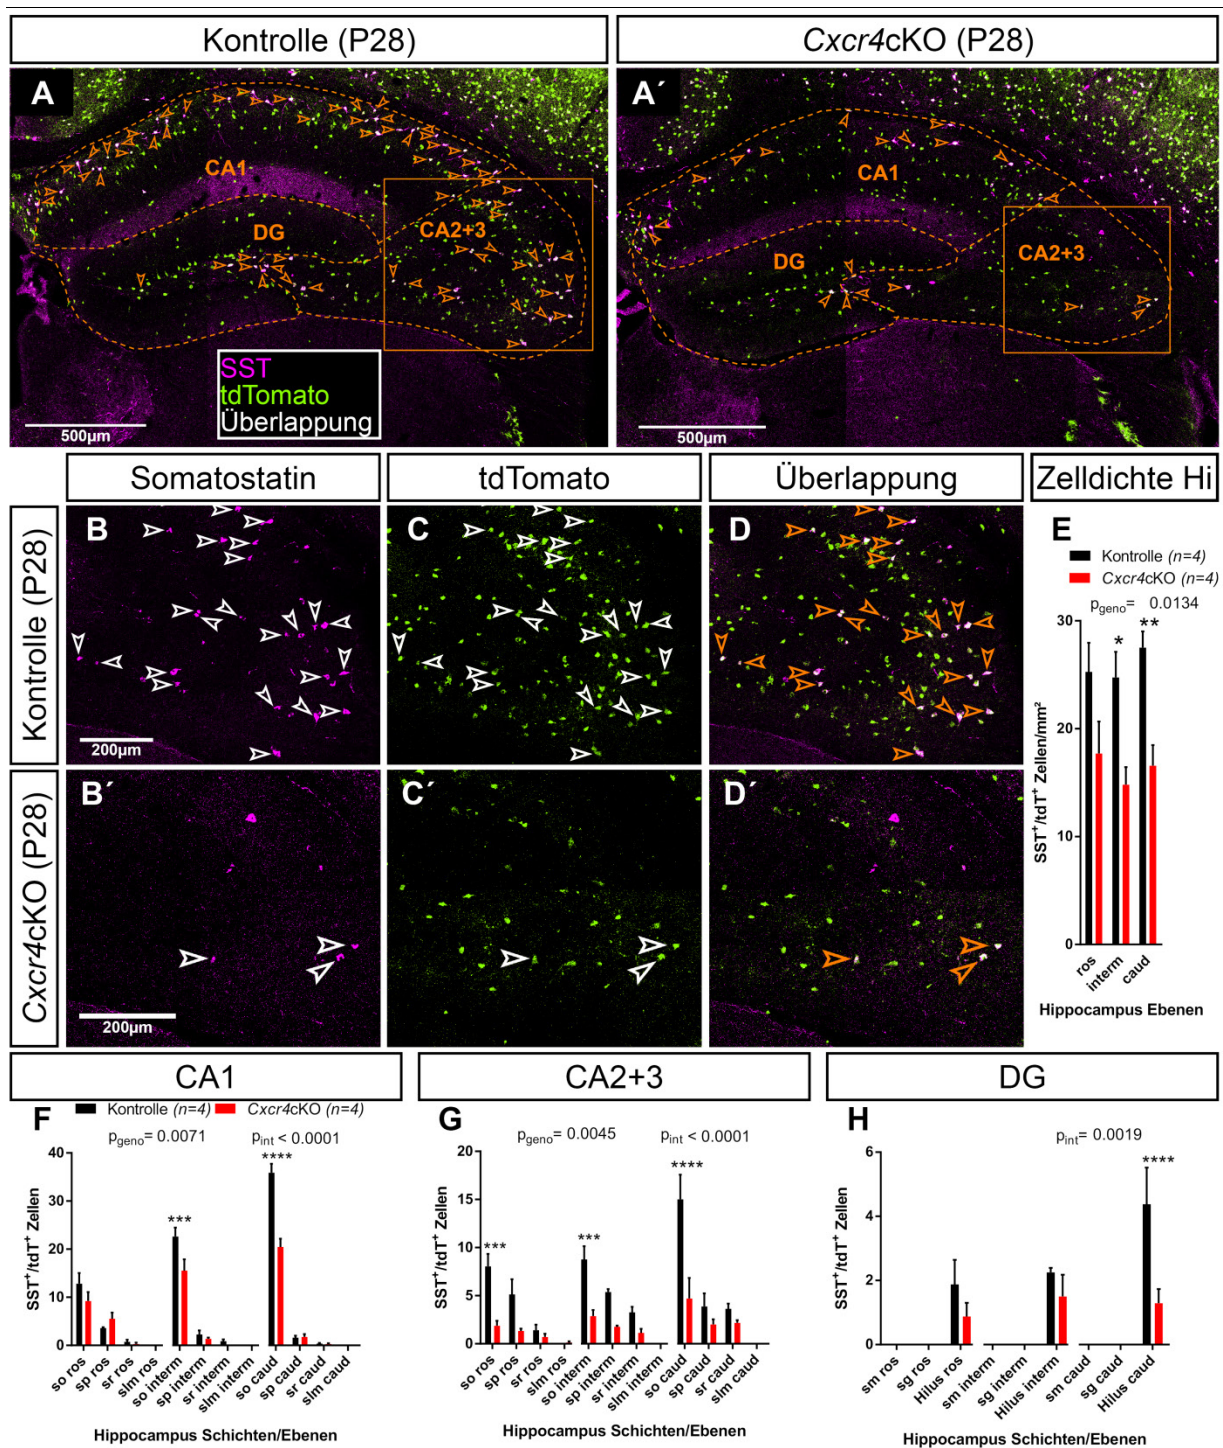 Kontrolle (P28)
Cxcr4cKO (P28)
A
CA1
DG
CA2+3
SST
tdTomato
Überlappung
500µm
A´
CA1
DG
CA2+3
500µm
Somatostatin
tdTomato
Überlappung
Zelldichte Hi
Kontrolle (P28)
B
200µm
C
D
Cxcr4cKO (P28)
B´
200µm
C´
D´
E
Kontrolle (n=4)
Cxcr4cKO (n=4)
pgeno= 0.0134
* **
30
20
10
0
SST+/tdT+ Zellen/mm²
ros interm caud
Hippocampus Ebenen
CA1
F
Kontrolle (n=4) Cxcr4cKO (n=4)
pgeno= 0.0071 pint < 0.0001
*** ****
40
30
20
10
0
SST+/tdT+ Zellen
so ros sp ros sr ros slm ros so interm sp interm sr interm slm interm so caud sp caud sr caud slm caud
Hippocampus Schichten/Ebenen
CA2+3
G
pgeno= 0.0045 pint < 0.0001
*** *** ****
20
15
10
5
0
SST+/tdT+ Zellen
so ros sp ros sr ros slm ros so interm sp interm sr interm slm interm so caud sp caud sr caud slm caud
Hippocampus Schichten/Ebenen
DG
H
pint= 0.0019
****
6
4
2
0
SST+/tdT+ Zellen
sm ros sg ros Hilus ros sm interm sg interm Hilus interm sm caud sg caud Hilus caud
Hippocampus Schichten/Ebenen